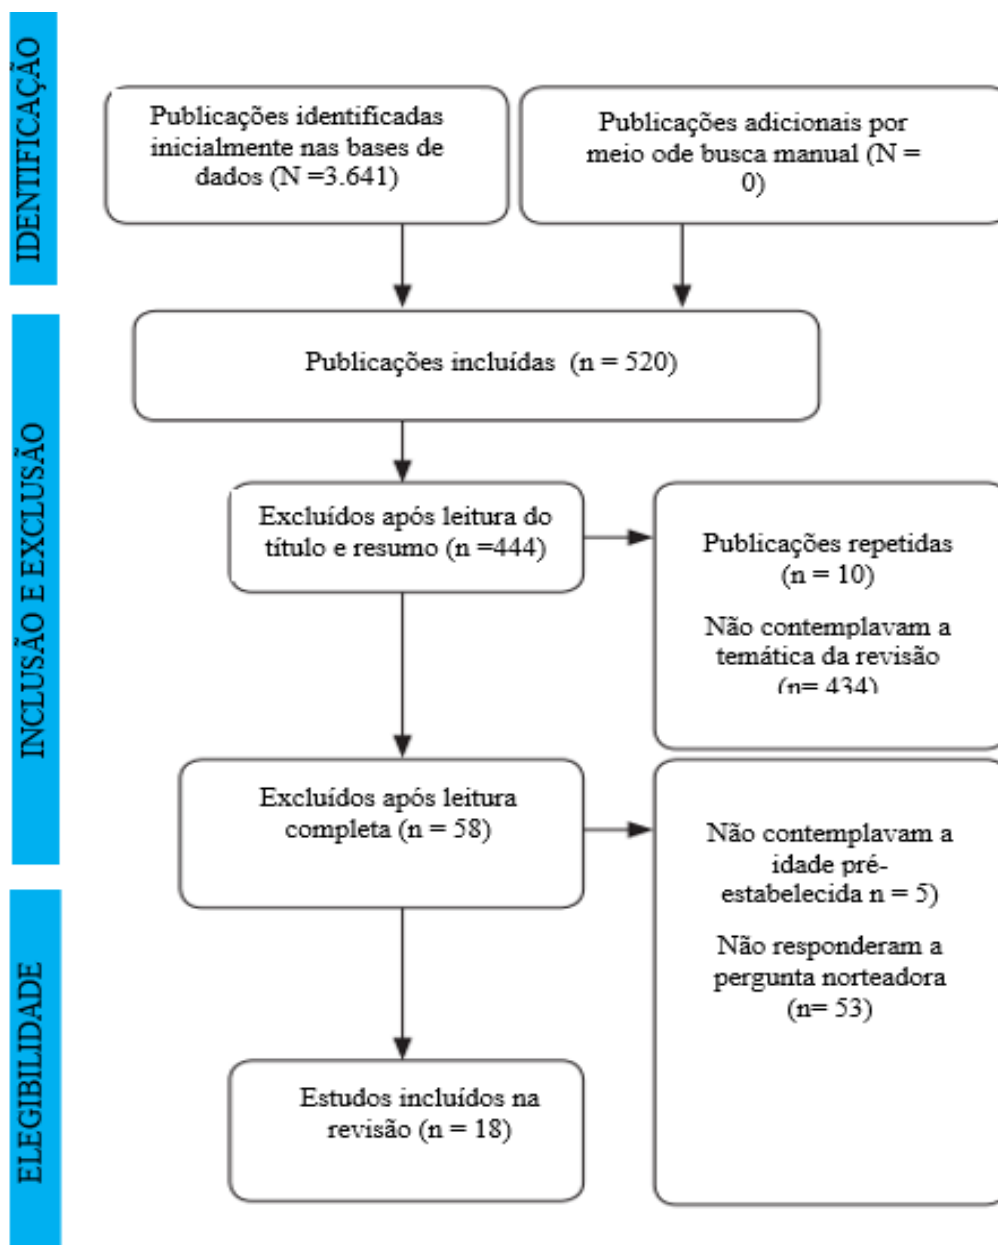 IDENTIFICAÇÃO
Publicações identificadas
inicialmente nas bases de
dados (N =3.641)
Publicações adicionais por
meio ode busca manual (N =
0)
INCLUSÃO E EXCLUSÃO
Publicações incluídas (n = 520)
Excluídos após leitura do
título e resumo (n =444)
Publicações repetidas
(n = 10)
Não contemplavam a
temática da revisão
(n= 434)
Excluídos após leitura
completa (n = 58)
Não contemplavam a
idade pré-
estabelecida n = 5)
Não responderam a
pergunta norteadora
(n= 53)
ELEGIBILIDADE
Estudos incluídos na
revisão (n = 18)